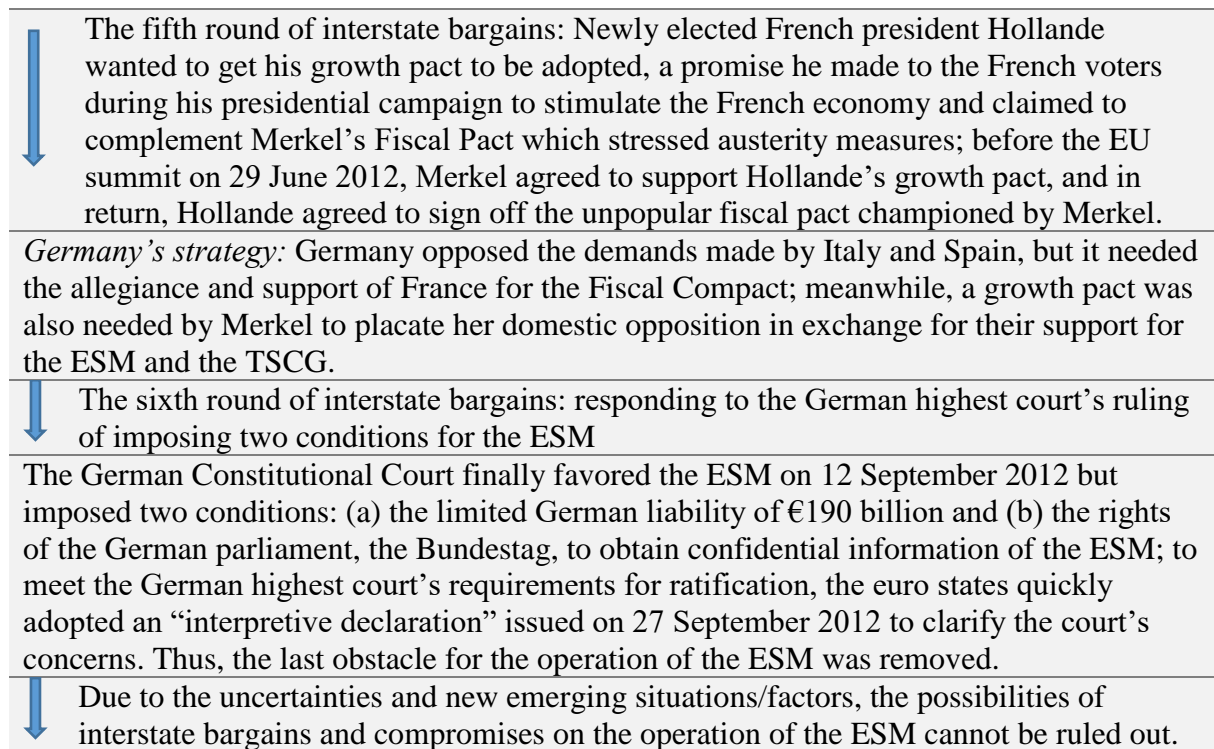 The fifth round of interstate bargains: Newly elected French president Hollande
wanted to get his growth pact to be adopted, a promise he made to the French voters
during his presidential campaign to stimulate the French economy and claimed to
complement Merkel’s Fiscal Pact which stressed austerity measures; before the EU
summit on 29 June 2012, Merkel agreed to support Hollande’s growth pact, and in
return, Hollande agreed to sign off the unpopular fiscal pact championed by Merkel.
Germany’s strategy: Germany opposed the demands made by Italy and Spain, but it needed
the allegiance and support of France for the Fiscal Compact; meanwhile, a growth pact was
also needed by Merkel to placate her domestic opposition in exchange for their support for
the ESM and the TSCG.
The sixth round of interstate bargains: responding to the German highest court’s ruling
of imposing two conditions for the ESM
The German Constitutional Court finally favored the ESM on 12 September 2012 but
imposed two conditions: (a) the limited German liability of €190 billion and (b) the rights
of the German parliament, the Bundestag, to obtain confidential information of the ESM; to
meet the German highest court’s requirements for ratification, the euro states quickly
adopted an “interpretive declaration” issued on 27 September 2012 to clarify the court’s
concerns. Thus, the last obstacle for the operation of the ESM was removed.
Due to the uncertainties and new emerging situations/factors, the possibilities of
interstate bargains and compromises on the operation of the ESM cannot be ruled out.